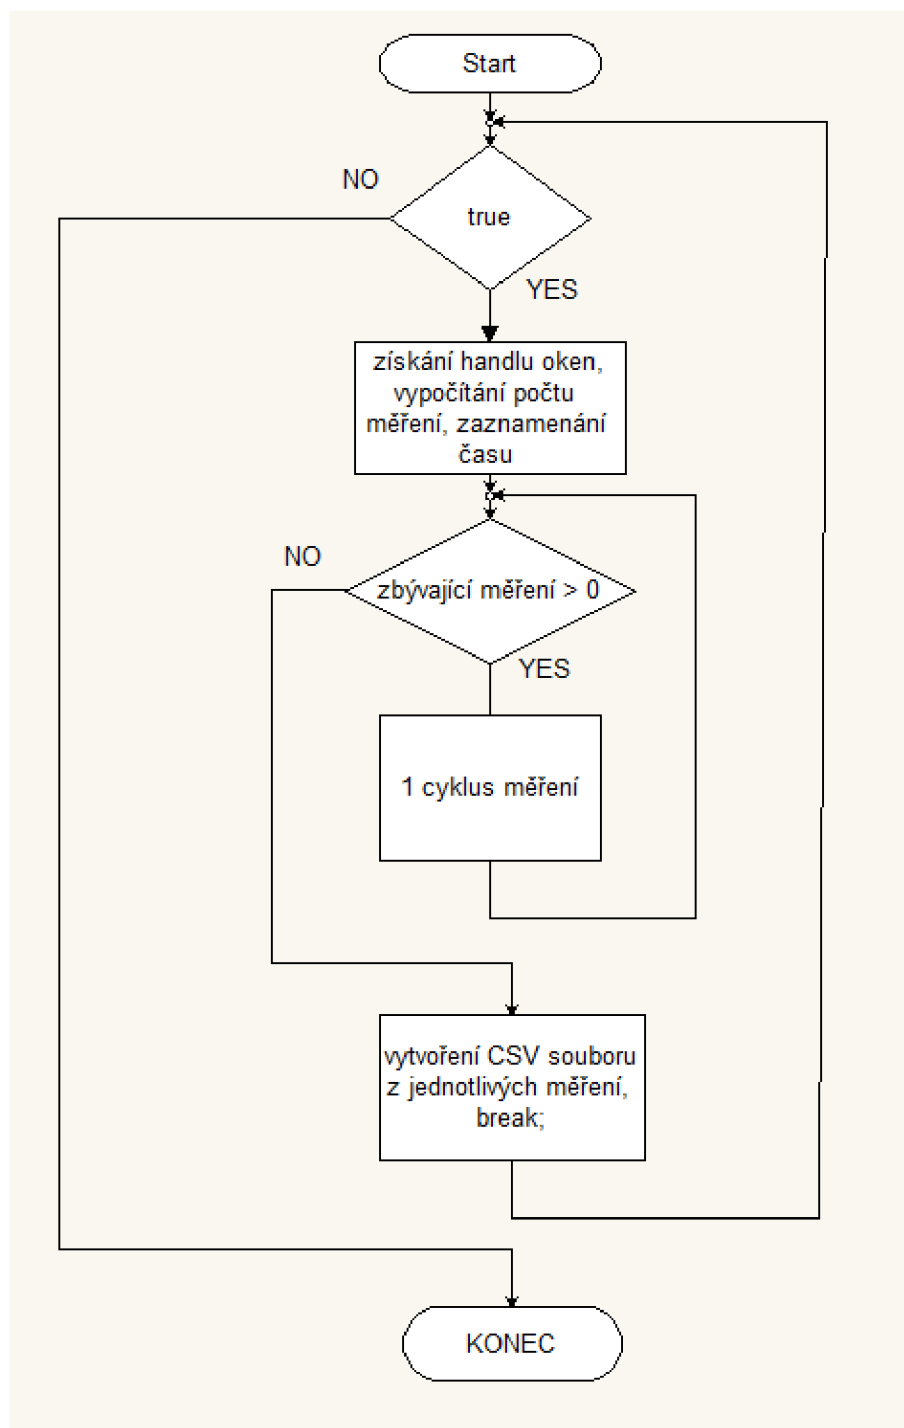 Start
NO
true
YES
získání handlu oken,
vypočítání počtu
měření, zaznamenání
času
NO
zbývající měření > 0
YES
1 cyklus měření
vytvoření CSV souboru
z jednotlivých měření,
break;
KONEC